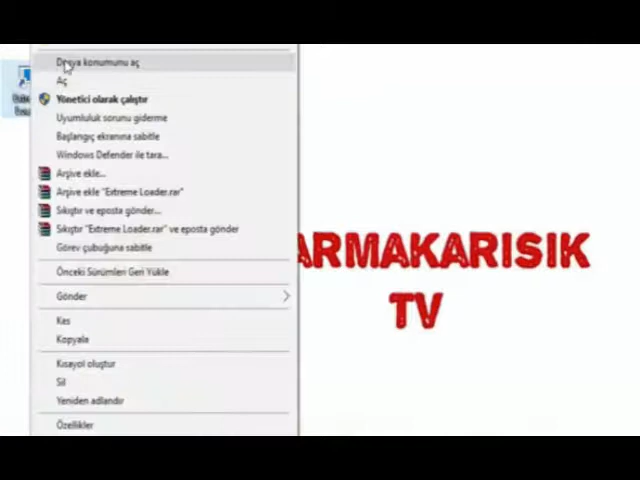 Dosya konumunu aç
Aç
Yönetici olarak çalıştır
Uyumluluk sorunu giderme
Başlangıç ekranına sabitle
Windows Defender ile tara...
Arşive ekle...
Arşive ekle "Extreme Loader.rar"
Sıkıştır ve eposta gönder...
Sıkıştır "Extreme Loader.rar" ve eposta gönder
Görev çubuğuna sabitle
Önceki Sürümleri Geri Yükle
Gönder
Kes
Kopyala
Kısayol oluştur
Sil
Yeniden adlandır
Özellikler
ARMAKARISIK
TV